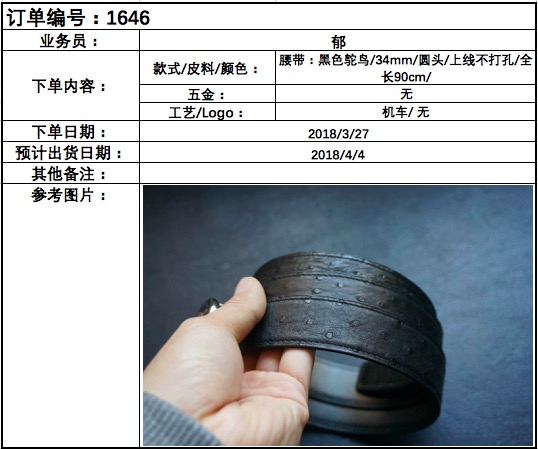 订单编号：1646
业务员：
郁
下单内容：
款式/皮料/颜色：
腰带：黑色鸵鸟/34mm/圆头/上线不打孔/全
长90cm/
五金：
无
工艺/Logo：
机车/ 无
下单日期：
2018/3/27
预计出货日期：
2018/4/4
其他备注：
参考图片：